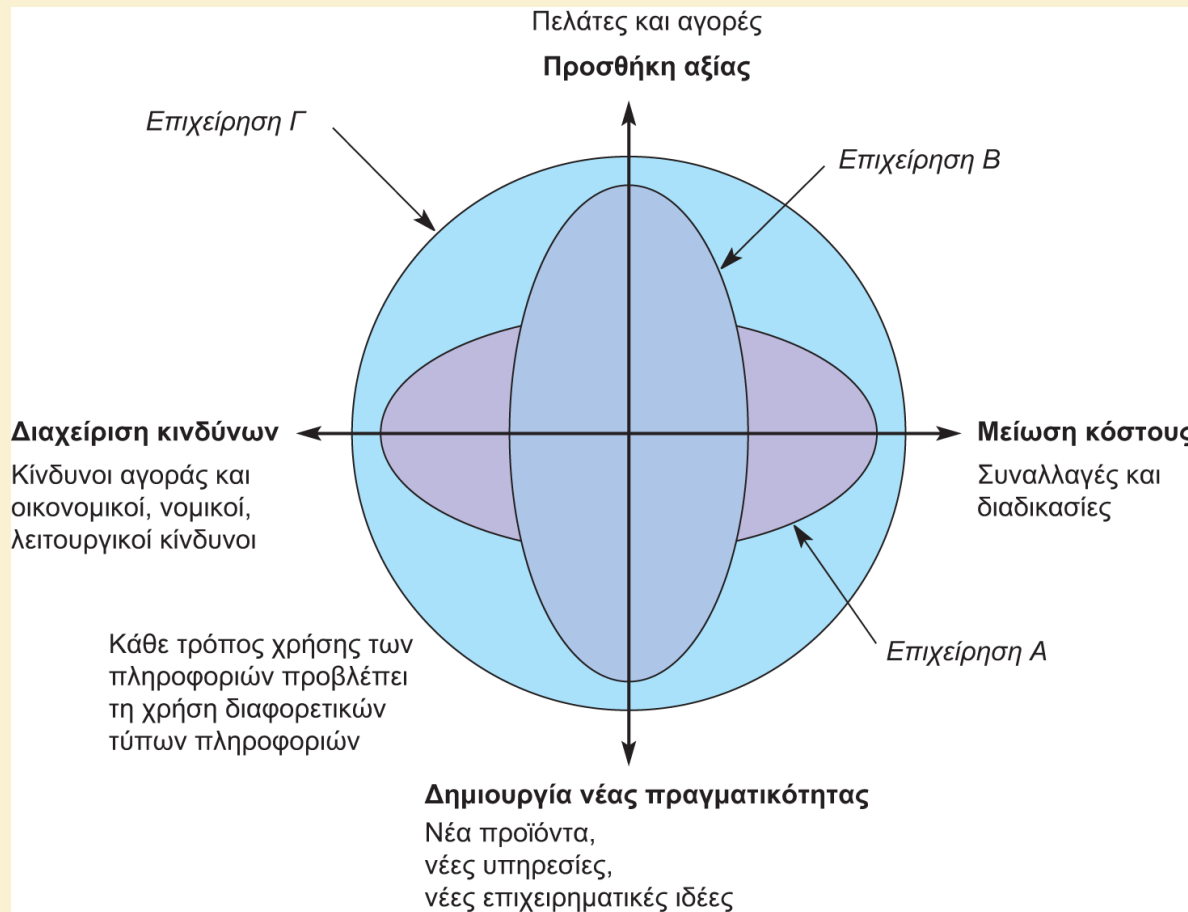 Πελάτες και αγορές
Προσθήκη αξίας
Επιχείρηση Γ
Επιχείρηση Β
Διαχείριση κινδύνων
Κίνδυνοι αγοράς και
οικονομικοί, νομικοί,
λειτουργικοί κίνδυνοι
Μείωση κόστους
Συναλλαγές και
διαδικασίες
Κάθε τρόπος χρήσης των
πληροφοριών προβλέπει
τη χρήση διαφορετικών
τύπων πληροφοριών
Επιχείρηση Α
Δημιουργία νέας πραγματικότητας
Νέα προϊόντα,
νέες υπηρεσίες,
νέες επιχειρηματικές ιδέες